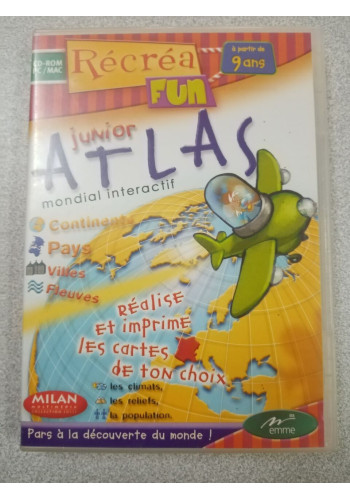 CD-ROM
PC/MAC
Récréa
FUN
à partir de
9 ans
junior
ATLAS
mondial interactif
Continents
Pays
Villes
Fleuves
Réalise
et imprime
les cartes
de ton choix
les climats,
les reliefs,
la population.
MILAN
MULTIMEDIA
emme
Pars à la découverte du monde !